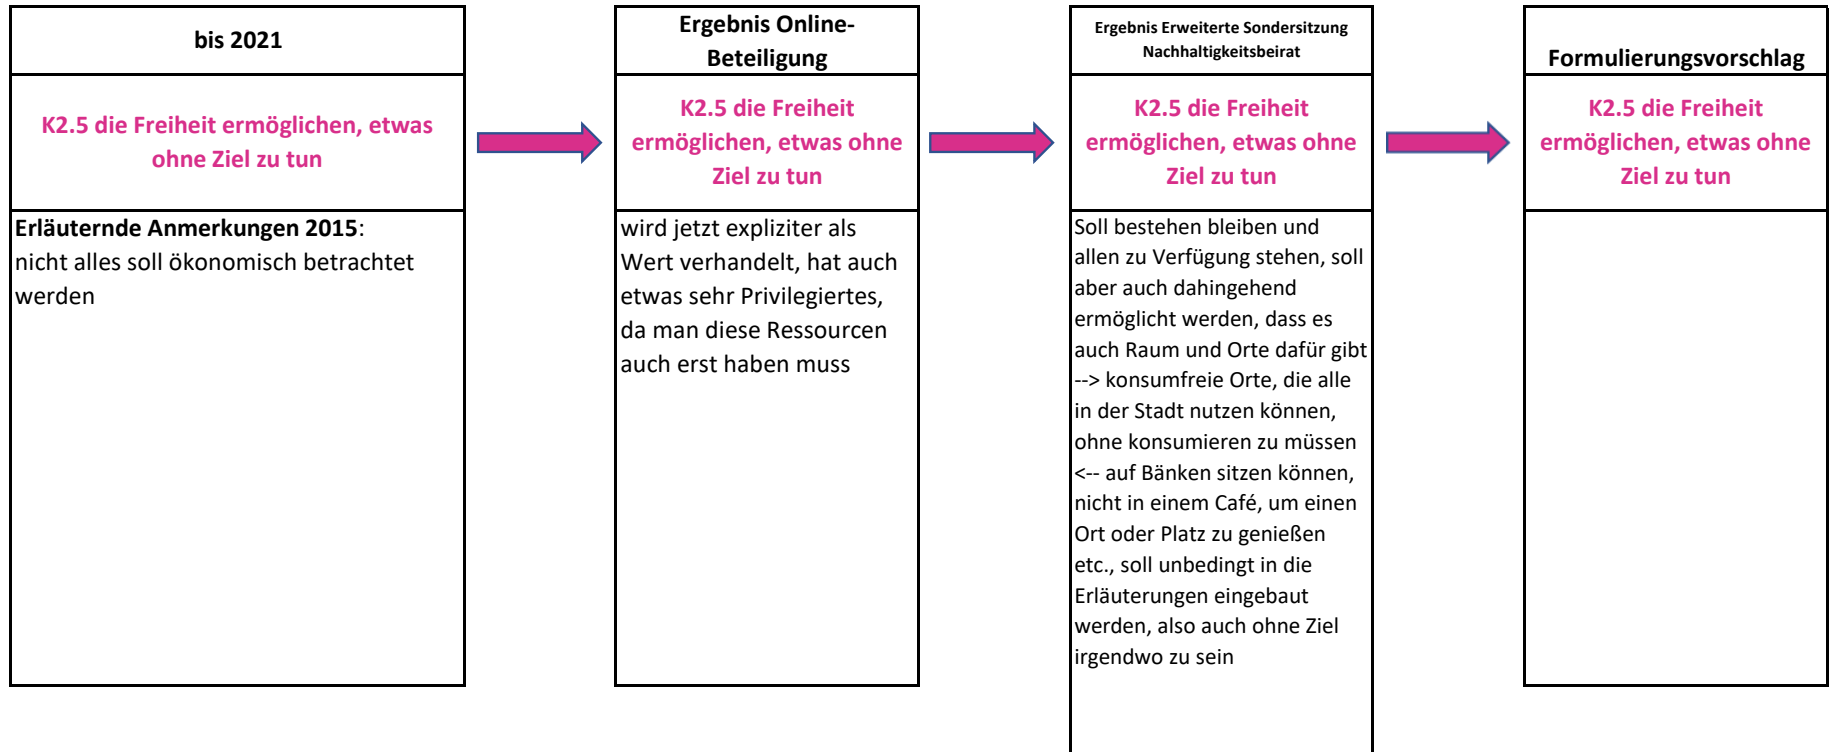 bis 2021
K2.5 die Freiheit ermöglichen, etwas
ohne Ziel zu tun
Erläuternde Anmerkungen 2015:
nicht alles soll ökonomisch betrachtet
werden
Ergebnis Online-
Beteiligung
K2.5 die Freiheit
ermöglichen, etwas ohne
Ziel zu tun
wird jetzt expliziter als
Wert verhandelt, hat auch
etwas sehr Privilegiertes,
da man diese Ressourcen
auch erst haben muss
Ergebnis Erweiterte Sondersitzung
Nachhaltigkeitsbeirat
K2.5 die Freiheit
ermöglichen, etwas ohne
Ziel zu tun
Soll bestehen bleiben und
allen zu Verfügung stehen, soll
aber auch dahingehend
ermöglicht werden, dass es
auch Raum und Orte dafür gibt
--> konsumfreie Orte, die alle
in der Stadt nutzen können,
ohne konsumieren zu müssen
<-- auf Bänken sitzen können,
nicht in einem Café, um einen
Ort oder Platz zu genießen
etc., soll unbedingt in die
Erläuterungen eingebaut
werden, also auch ohne Ziel
irgendwo zu sein
Formulierungsvorschlag
K2.5 die Freiheit
ermöglichen, etwas ohne
Ziel zu tun